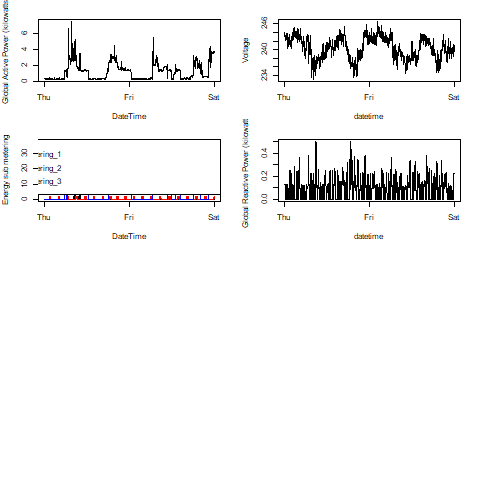 Global Active Power (kilowatts
6
4
2
0
Thu
Fri
Sat
DateTime
Voltage
246
240
234
Thu
Fri
Sat
datetime
Energy sub metering
30
20
10
0
ering_1
ering_2
ering_3
Thu
Fri
Sat
DateTime
Global Reactive Power (kilowatt
0.4
0.2
0.0
Thu
Fri
Sat
datetime